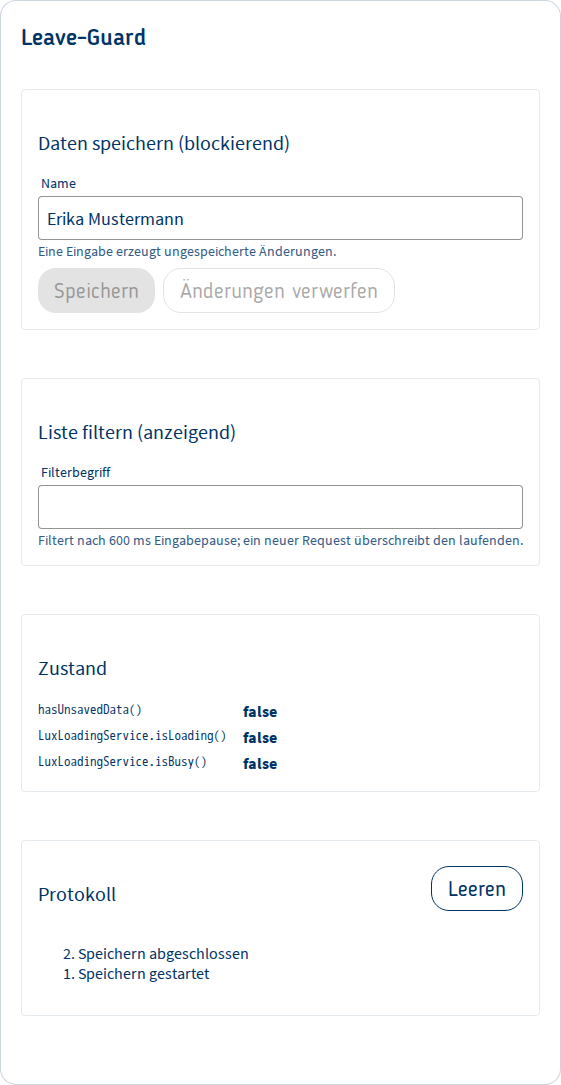 Leave-Guard
Daten speichern (blockierend)
Name
Erika Mustermann
Eine Eingabe erzeugt ungespeicherte Änderungen.
Speichern Änderungen verwerfen
Liste filtern (anzeigend)
Filterbegriff
Filtert nach 600 ms Eingabepause; ein neuer Request überschreibt den laufenden.
Zustand
hasUnsavedData() false
LuxLoadingService.isLoading() false
LuxLoadingService.isBusy() false
Protokoll Leeren
2. Speichern abgeschlossen
1. Speichern gestartet